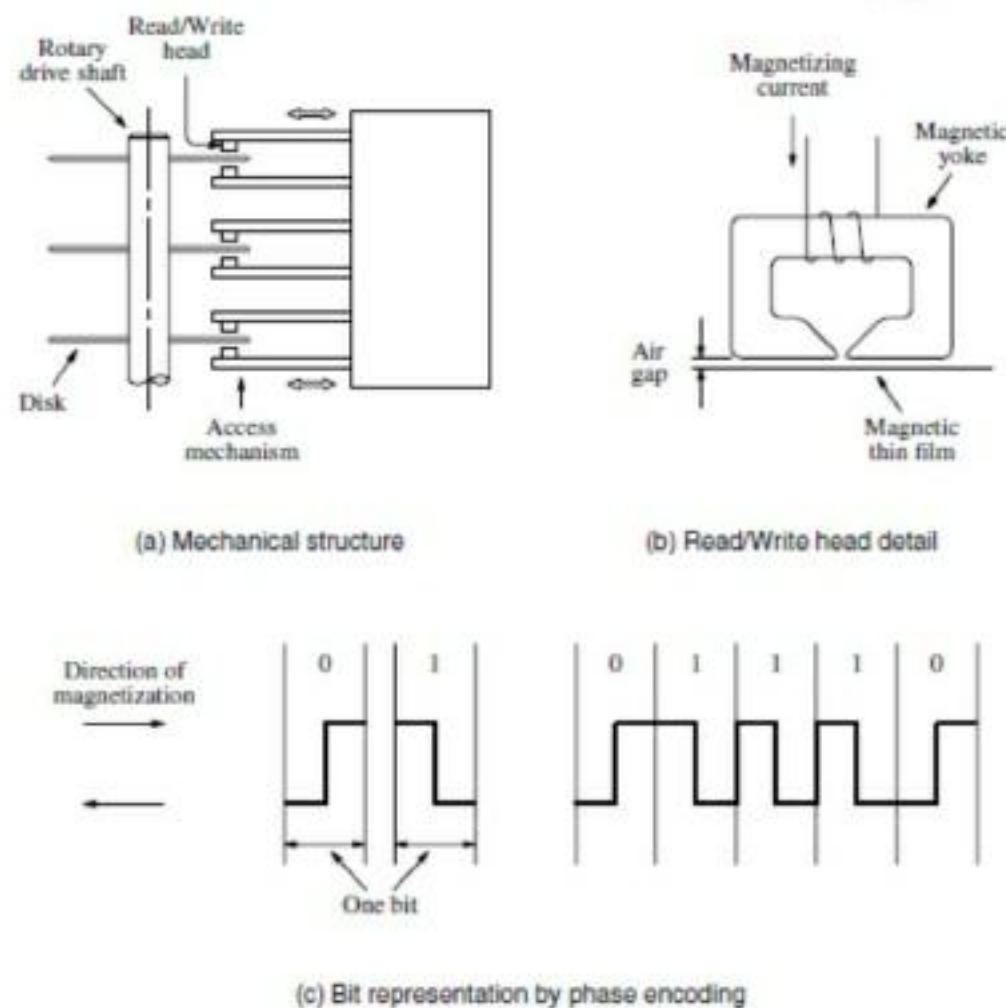 Read/Write
head
Rotary
drive shaft
Disk
Access
mechanism
(a) Mechanical structure
Magnetizing
current
Magnetic
yoke
Air
gap
Magnetic
thin film
(b) Read/Write head detail
Direction of
magnetization
0 1
One bit
0 1 1 1 0
(c) Bit representation by phase encoding